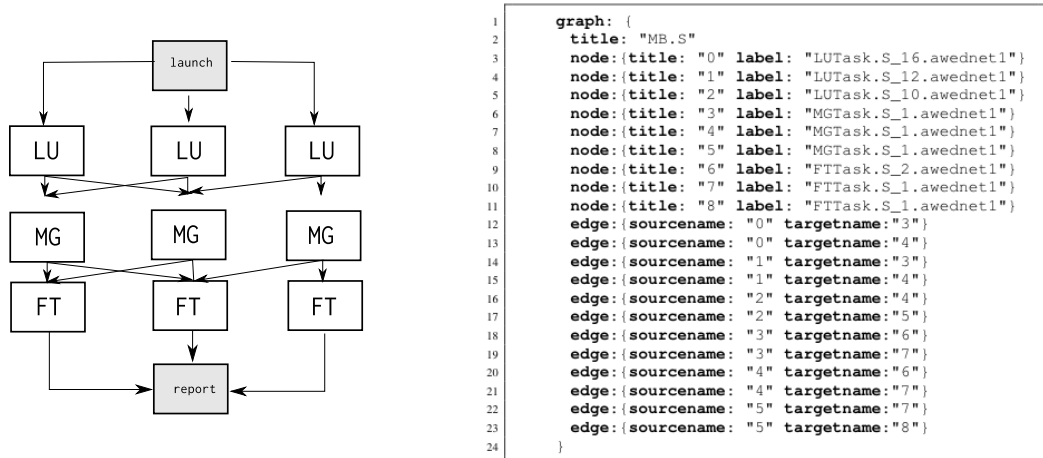 launch
LU LU LU
MG MG MG
FT FT FT
report
1 graph: {
2 title: "MB.S"
3 node:{title: "0" label: "LUTask.S_16.awednet1"}
4 node:{title: "1" label: "LUTask.S_12.awednet1"}
5 node:{title: "2" label: "LUTask.S_10.awednet1"}
6 node:{title: "3" label: "MGTask.S_1.awednet1"}
7 node:{title: "4" label: "MGTask.S_1.awednet1"}
8 node:{title: "5" label: "MGTask.S_1.awednet1"}
9 node:{title: "6" label: "FTTask.S_2.awednet1"}
10 node:{title: "7" label: "FTTask.S_1.awednet1"}
11 node:{title: "8" label: "FTTask.S_1.awednet1"}
12 edge:{sourcename: "0" targetname:"3"}
13 edge:{sourcename: "0" targetname:"4"}
14 edge:{sourcename: "1" targetname:"3"}
15 edge:{sourcename: "1" targetname:"4"}
16 edge:{sourcename: "2" targetname:"4"}
17 edge:{sourcename: "2" targetname:"5"}
18 edge:{sourcename: "3" targetname:"6"}
19 edge:{sourcename: "3" targetname:"7"}
20 edge:{sourcename: "4" targetname:"6"}
21 edge:{sourcename: "4" targetname:"7"}
22 edge:{sourcename: "5" targetname:"7"}
23 edge:{sourcename: "5" targetname:"8"}
24 }